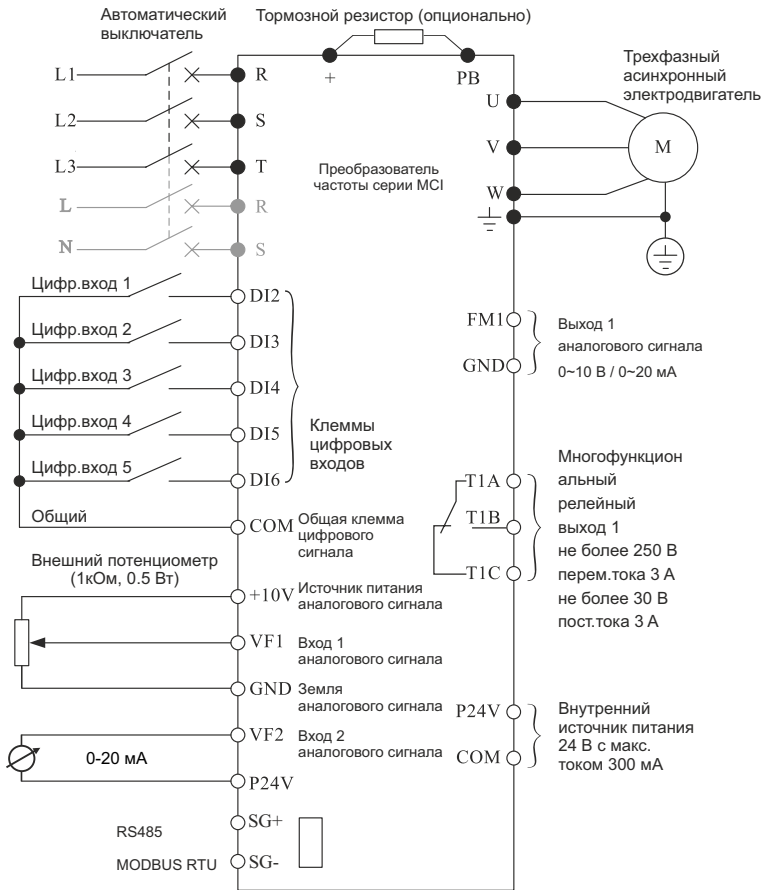 Автоматический
выключатель
Тормозной резистор (опционально)
+
PB
L1
R
L2
S
L3
T
L
R
N
S
Преобразователь
частоты серии MCI
Трехфазный
асинхронный
электродвигатель
U
V
W
M
Цифр.вход 1
DI2
Цифр.вход 2
DI3
Цифр.вход 3
DI4
Цифр.вход 4
DI5
Цифр.вход 5
DI6
Клеммы
цифровых
входов
Общий
COM
Общая клемма
цифрового
сигнала
Внешний потенциометр
(1кОм, 0.5 Вт)
+10V
Источник питания
аналогового сигнала
VF1
Вход 1
аналогового сигнала
GND
Земля
аналогового сигнала
VF2
Вход 2
аналогового сигнала
0-20 мА
P24V
RS485
SG+
MODBUS RTU
SG-
FM1
GND
Выход 1
аналогового сигнала
0~10 В / 0~20 мА
T1A
T1B
T1C
Многофункцион
альный
релейный
выход 1
не более 250 В
перем.тока 3 А
не более 30 В
пост.тока 3 А
P24V
COM
Внутренний
источник питания
24 В с макс.
током 300 мА